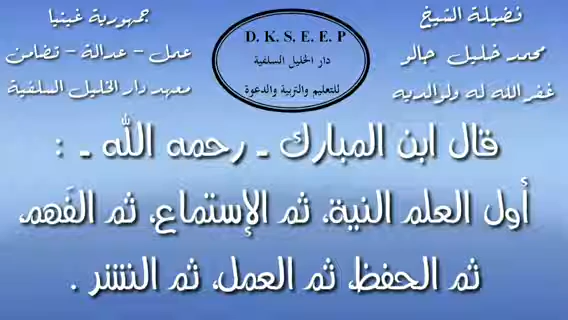 فضيلة الشيخ
محمد خليل جالو
غفر الله له ولوالديه
D. K. S. E. E. P
دار الخليل السلفية
للتعليم والتربية والدعوة
جمهورية غينيا
عمل - عدالة - تضامن
معهد دار الخليل السلفية
قال ابن المبارك - رحمه الله - :
أول العلم النية، ثم الإستماع، ثم الفَهم،
ثم الحفظ، ثم العمل، ثم النشر .